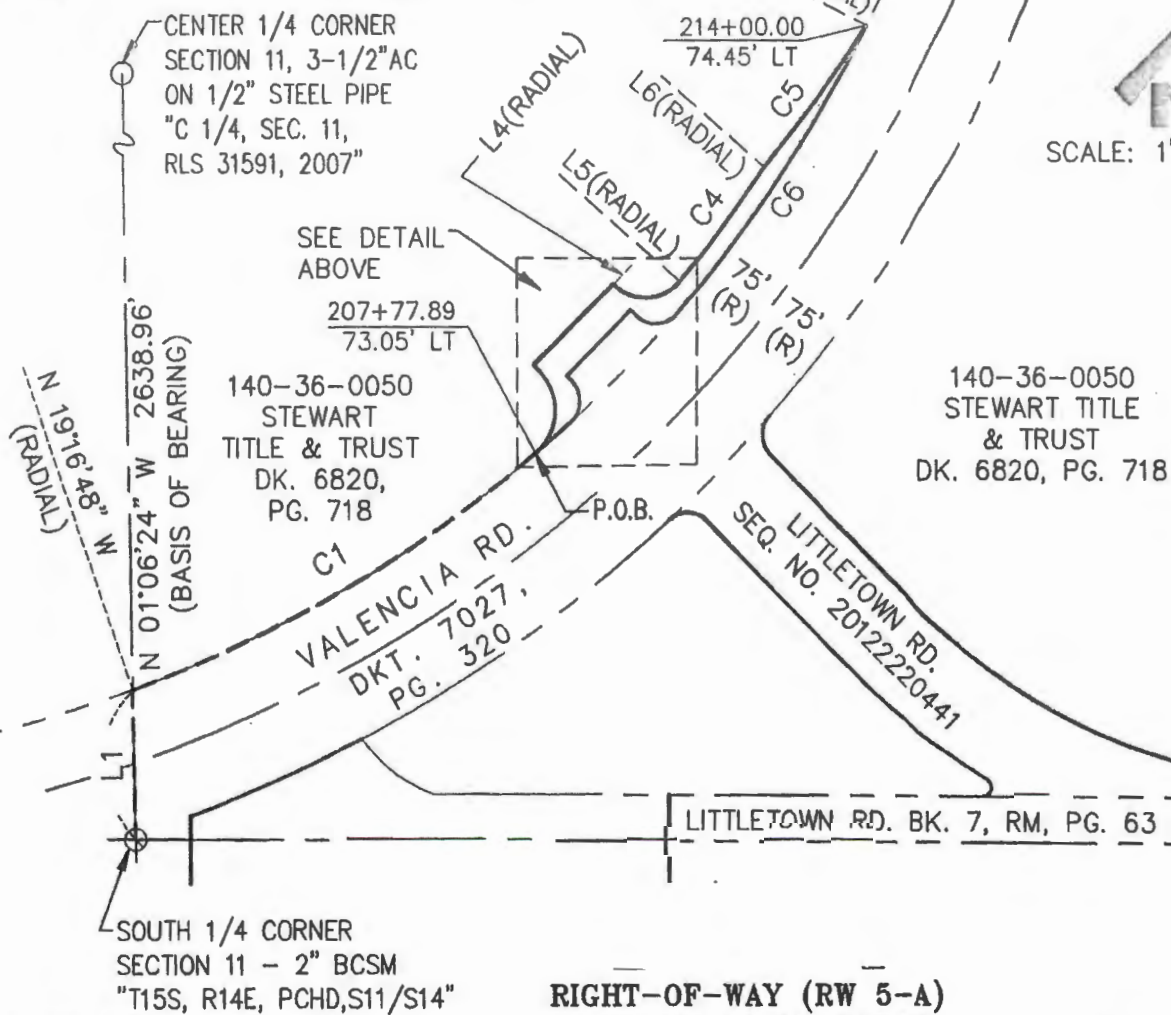 CENTER 1/4 CORNER
SECTION 11, 3-1/2"AC
ON 1/2" STEEL PIPE
"C 1/4, SEC. 11,
RLS 31591, 2007"
214+00.00
74.45' LT
L4(RADIAL)
L6(RADIAL)
L5(RADIAL)
C5
C4
C6
SCALE: 1"
SEE DETAIL
ABOVE
207+77.89
73.05' LT
75'
(R)
75'
(R)
N 01°06'24" W 2638.96'
(BASIS OF BEARING)
N 19°16'48" W
(RADIAL)
140-36-0050
STEWART
TITLE & TRUST
DK. 6820,
PG. 718
140-36-0050
STEWART TITLE
& TRUST
DK. 6820, PG. 718
P.O.B.
C1
VALENCIA RD.
DKT. 7027,
PG. 320
LITTLETOWN RD.
SEQ. NO. 20122220441
L1
LITTLETOWN RD. BK. 7, RM, PG. 63
SOUTH 1/4 CORNER
SECTION 11 - 2" BCSM
"T15S, R14E, PCHD,S11/S14"
RIGHT-OF-WAY (RW 5-A)